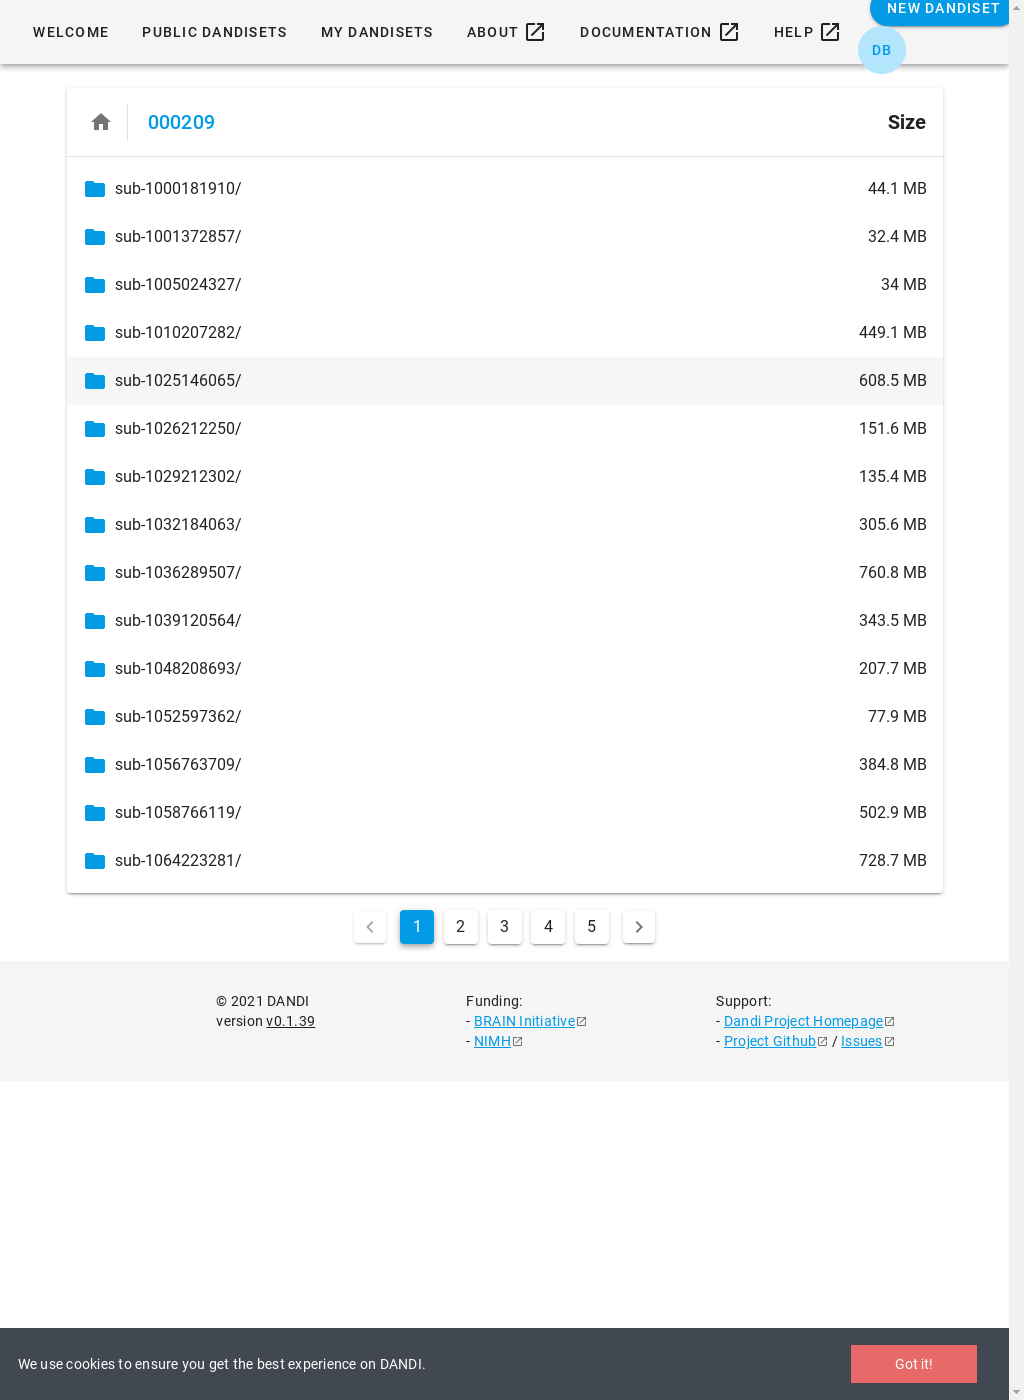 WELCOME PUBLIC DANDISETS MY DANDISETS ABOUT DOCUMENTATION HELP NEW DANDISET
DB
000209 Size
sub-1000181910/ 44.1 MB
sub-1001372857/ 32.4 MB
sub-1005024327/ 34 MB
sub-1010207282/ 449.1 MB
sub-1025146065/ 608.5 MB
sub-1026212250/ 151.6 MB
sub-1029212302/ 135.4 MB
sub-1032184063/ 305.6 MB
sub-1036289507/ 760.8 MB
sub-1039120564/ 343.5 MB
sub-1048208693/ 207.7 MB
sub-1052597362/ 77.9 MB
sub-1056763709/ 384.8 MB
sub-1058766119/ 502.9 MB
sub-1064223281/ 728.7 MB
1 2 3 4 5
© 2021 DANDI
version v0.1.39
Funding:
- BRAIN Initiative
- NIMH
Support:
- Dandi Project Homepage
- Project Github / Issues
We use cookies to ensure you get the best experience on DANDI. Got it!